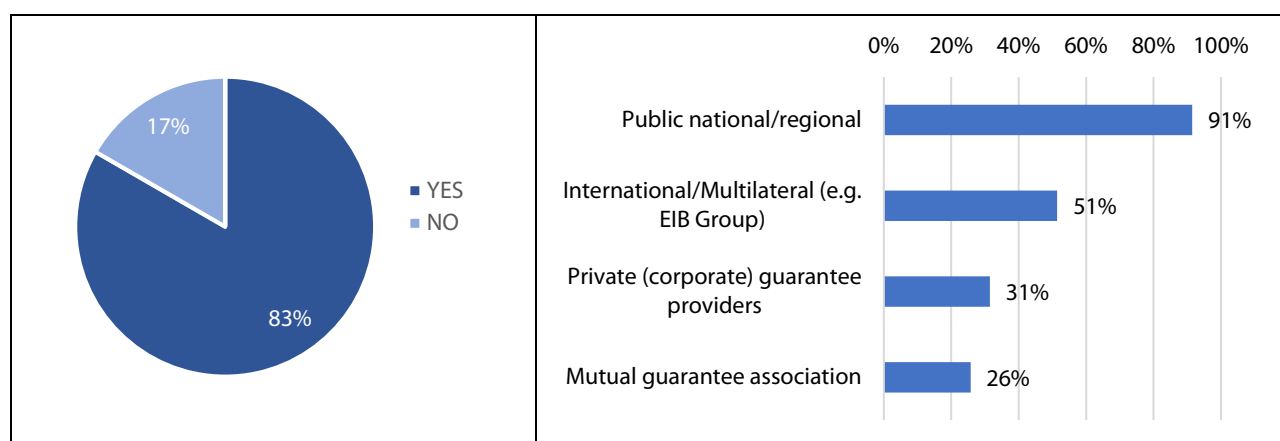 17%
83%
YES
NO
0% 20% 40% 60% 80% 100%
Public national/regional
91%
International/Multilateral (e.g.
EIB Group)
51%
Private (corporate) guarantee
providers
31%
Mutual guarantee association
26%